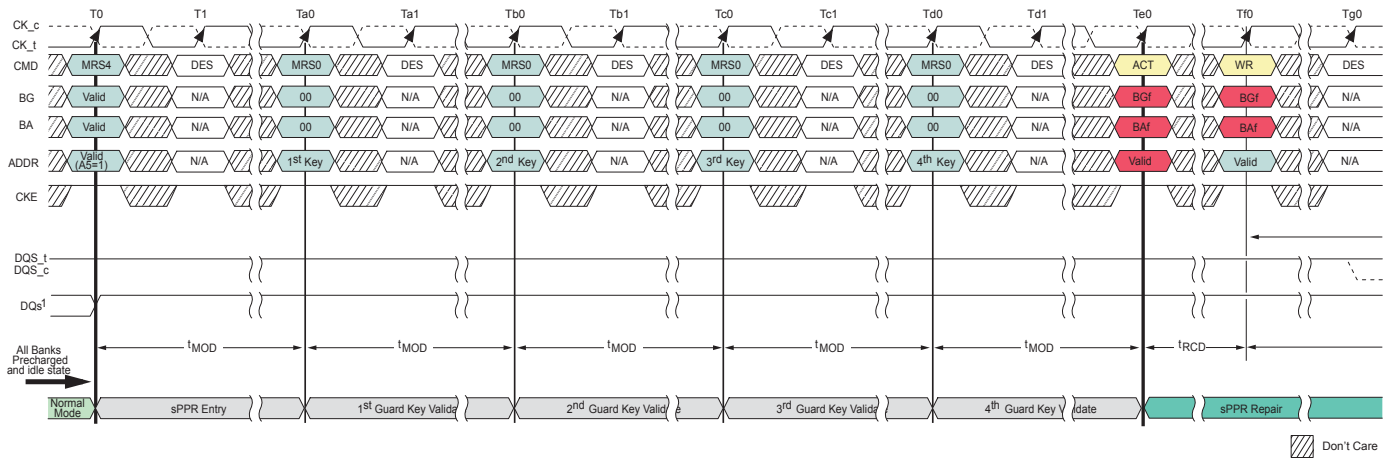 T0 T1 Ta0 Ta1 Tb0 Tb1 Tc0 Tc1 Td0 Td1 Te0 Tf0 Tg0
CK_c
CK_t
CMD MRS4 DES MRS0 DES MRS0 DES MRS0 DES MRS0 DES ACT WR DES
BG Valid N/A 00 N/A 00 N/A 00 N/A 00 N/A BGf BGf N/A
BA Valid N/A 00 N/A 00 N/A 00 N/A 00 N/A BAf BAf N/A
ADDR Valid (A5=1) N/A 1st Key N/A 2nd Key N/A 3rd Key N/A 4th Key N/A Valid Valid N/A
CKE
DQS_t
DQS_c
DQs1
tMOD tMOD tMOD tMOD tMOD tRCD
All Banks
Precharged
and idle state
Normal Mode sPPR Entry 1st Guard Key Valida 2nd Guard Key Valid e 3rd Guard Key Valida 4th Guard Key V date sPPR Repair
Don't Care